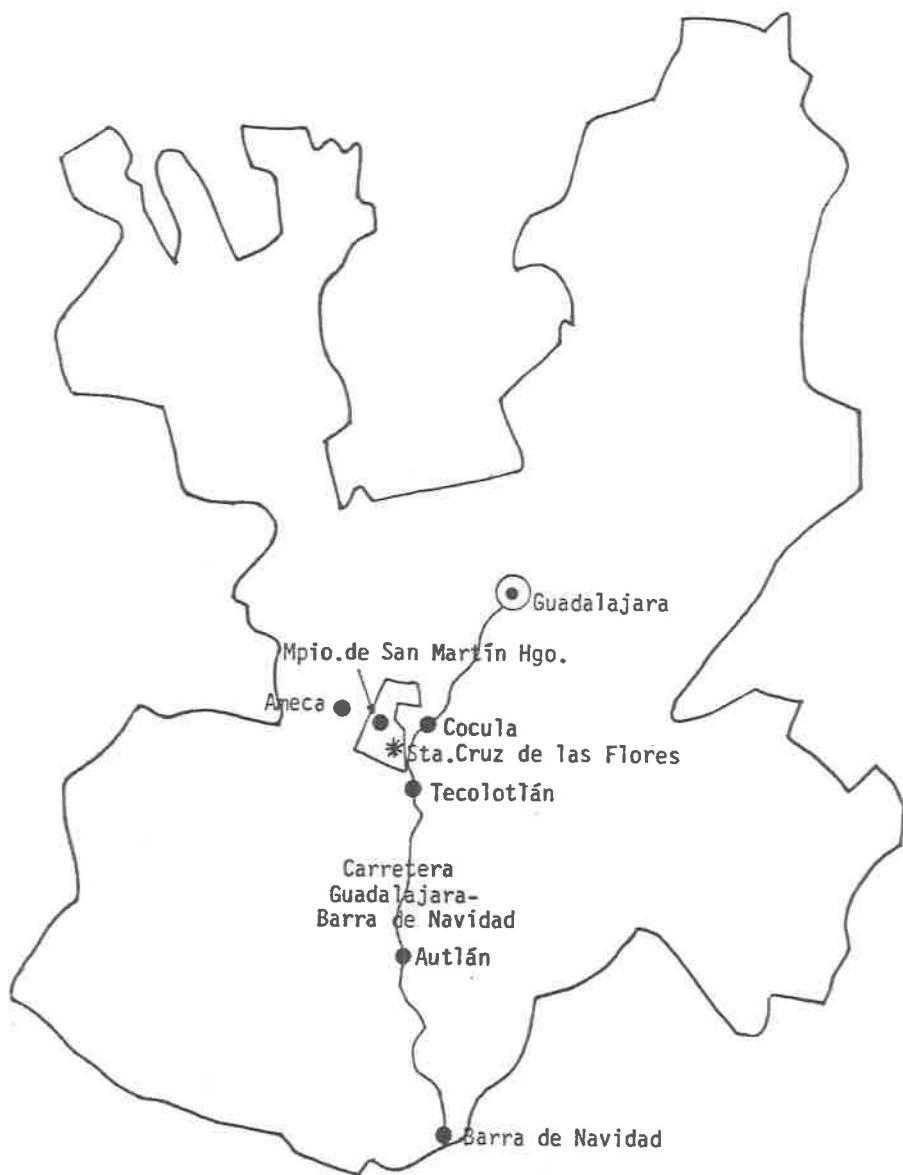 Guadalajara
Mpio.de San Martín Hgo.
Ameca
Cocula
Sta.Cruz de las Flores
Tecolotlán
Carretera
Guadalajara-
Barra de Navidad
Autlán
Barra de Navidad